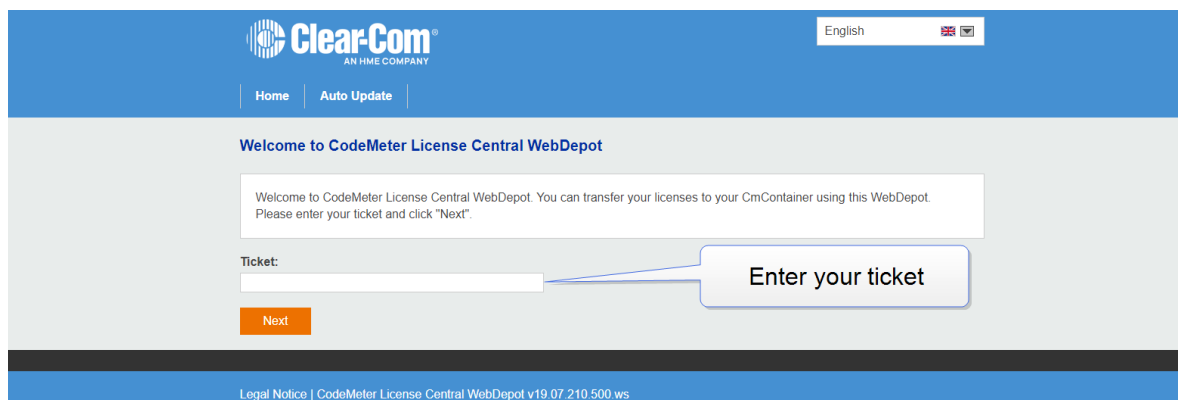 Clear-Com®
AN HME COMPANY
English
Home
Auto Update
Welcome to CodeMeter License Central WebDepot
Welcome to CodeMeter License Central WebDepot. You can transfer your licenses to your CmContainer using this WebDepot.
Please enter your ticket and click "Next".
Ticket:
Enter your ticket
Next
Legal Notice | CodeMeter License Central WebDepot v19.07.210.500.ws